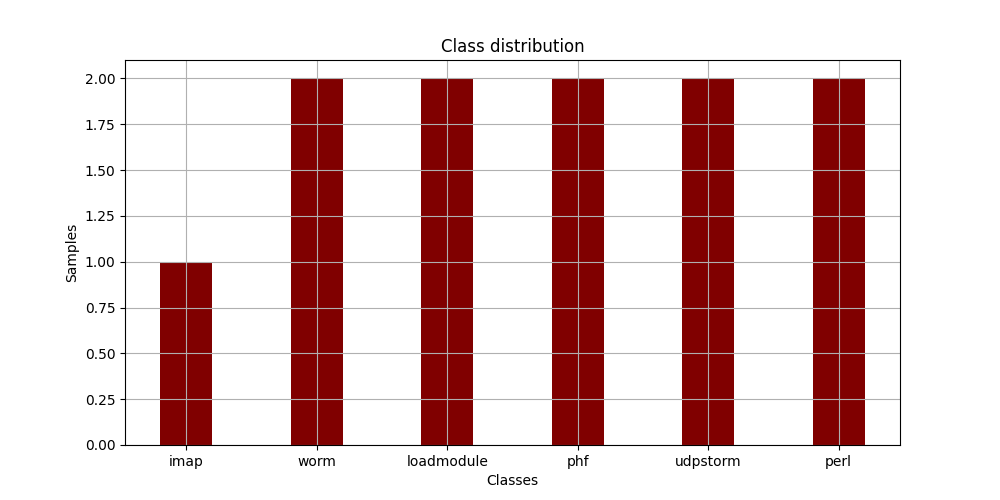 Class distribution
Samples
2.00
1.75
1.50
1.25
1.00
0.75
0.50
0.25
0.00
imap worm loadmodule phf udpstorm perl
Classes